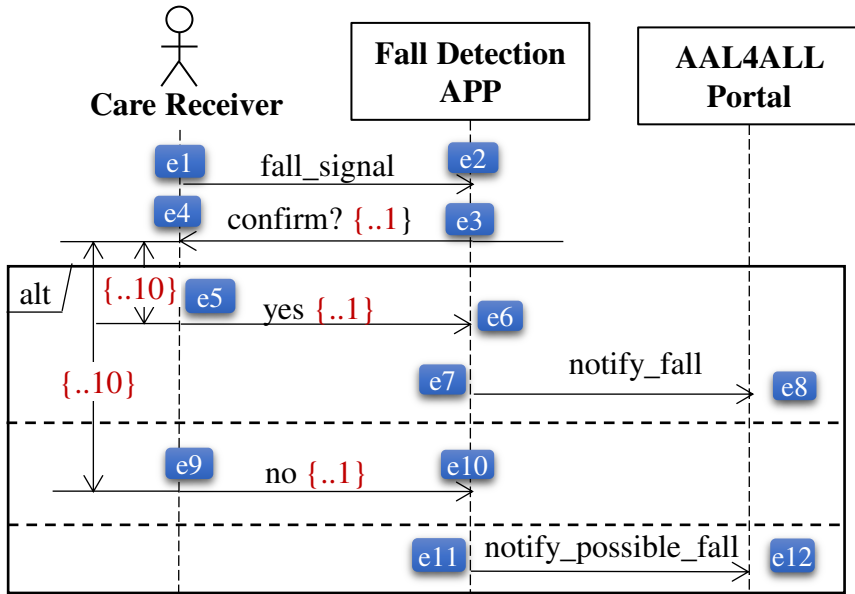 Care Receiver
Fall Detection
APP
AAL4ALL
Portal
e1
fall_signal
e2
e4
confirm? {..1}
e3
alt
{..10}
e5
yes {..1}
e6
{..10}
e7
notify_fall
e8
e9
no {..1}
e10
e11
notify_possible_fall
e12